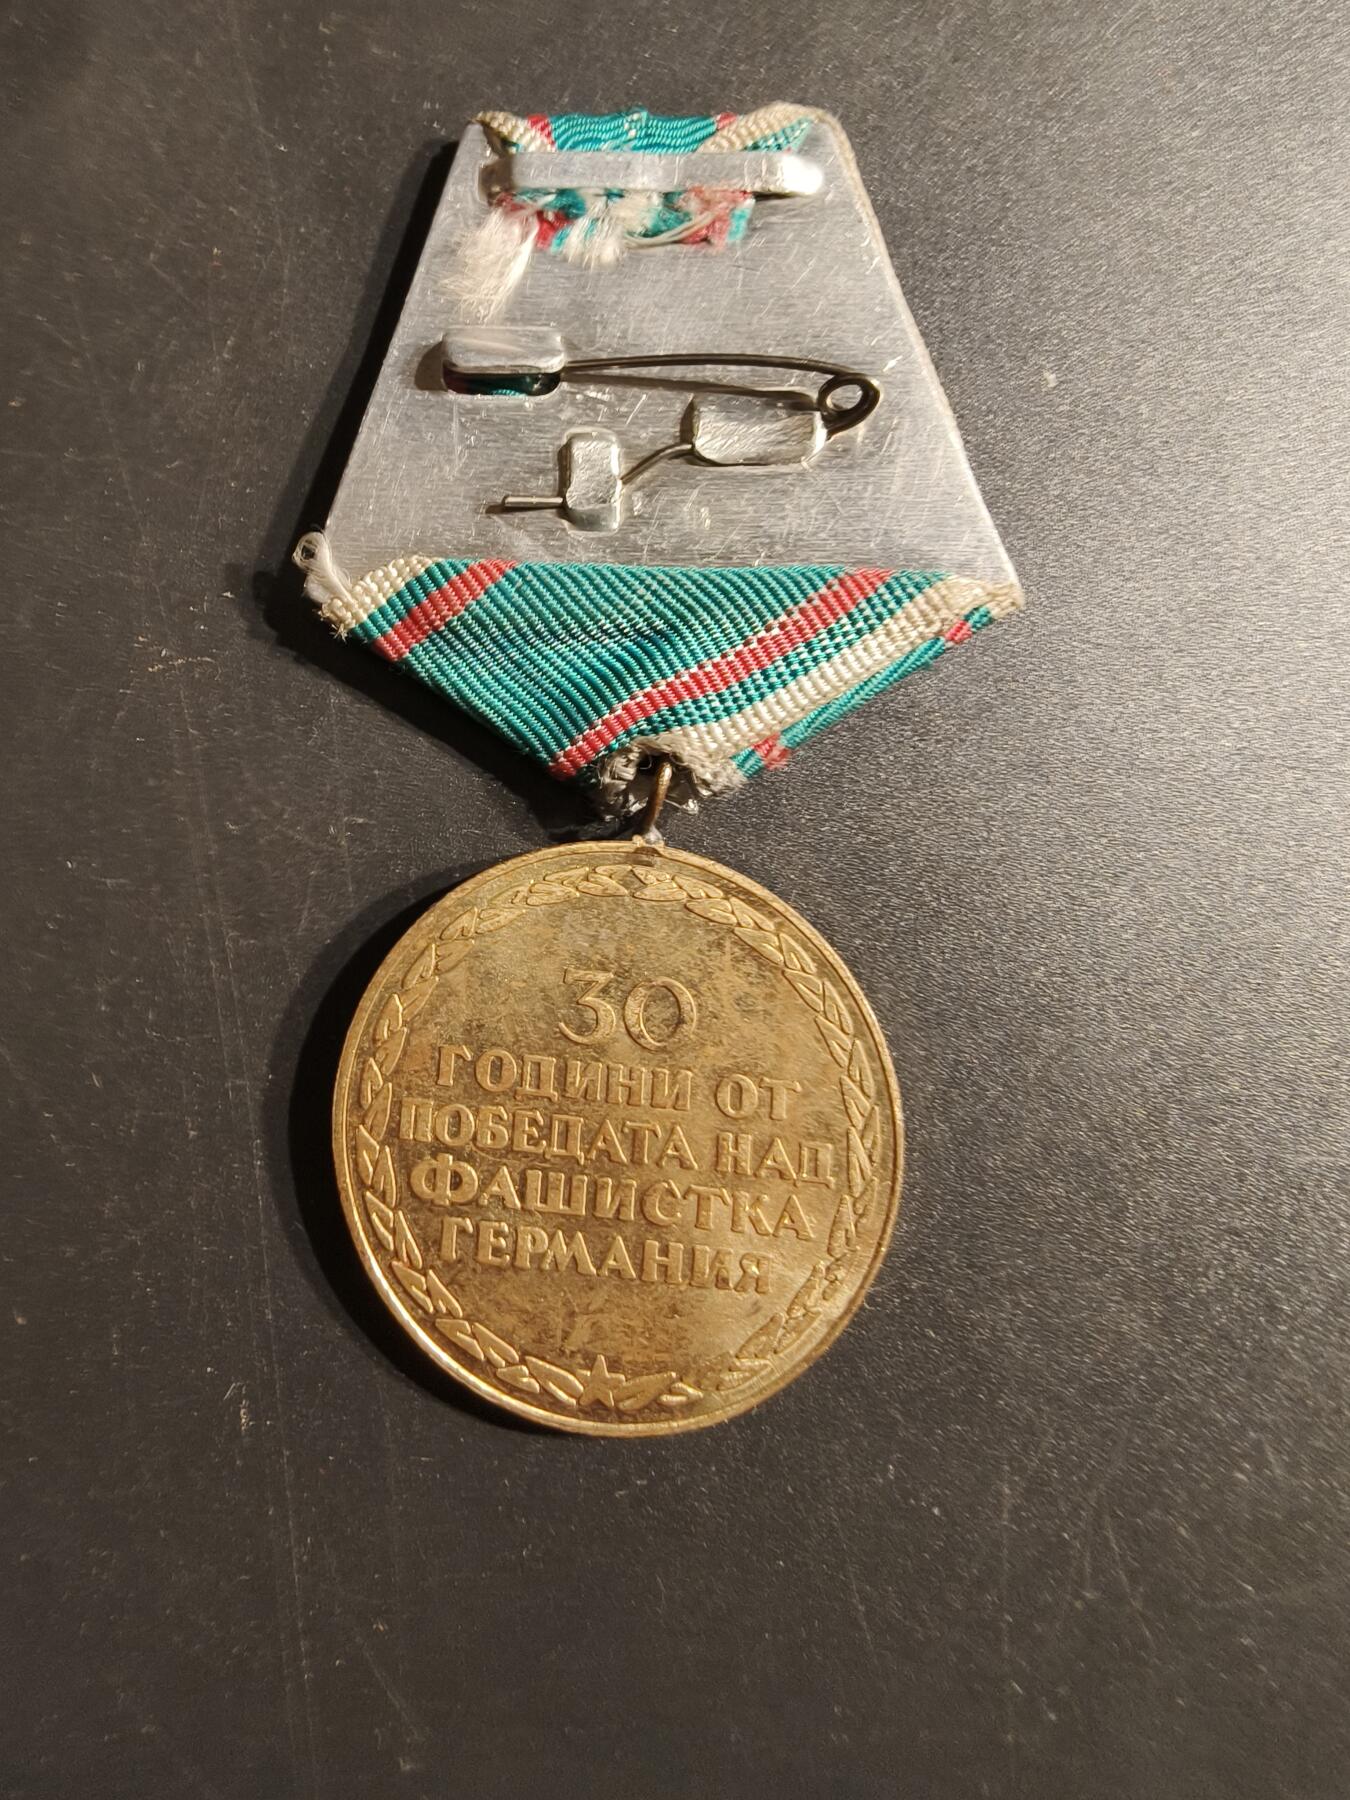 30
ГОДИНИ ОТ
ПОБЕДАТА НАД
ФАШИСТКА
ГЕРМАНИЯ